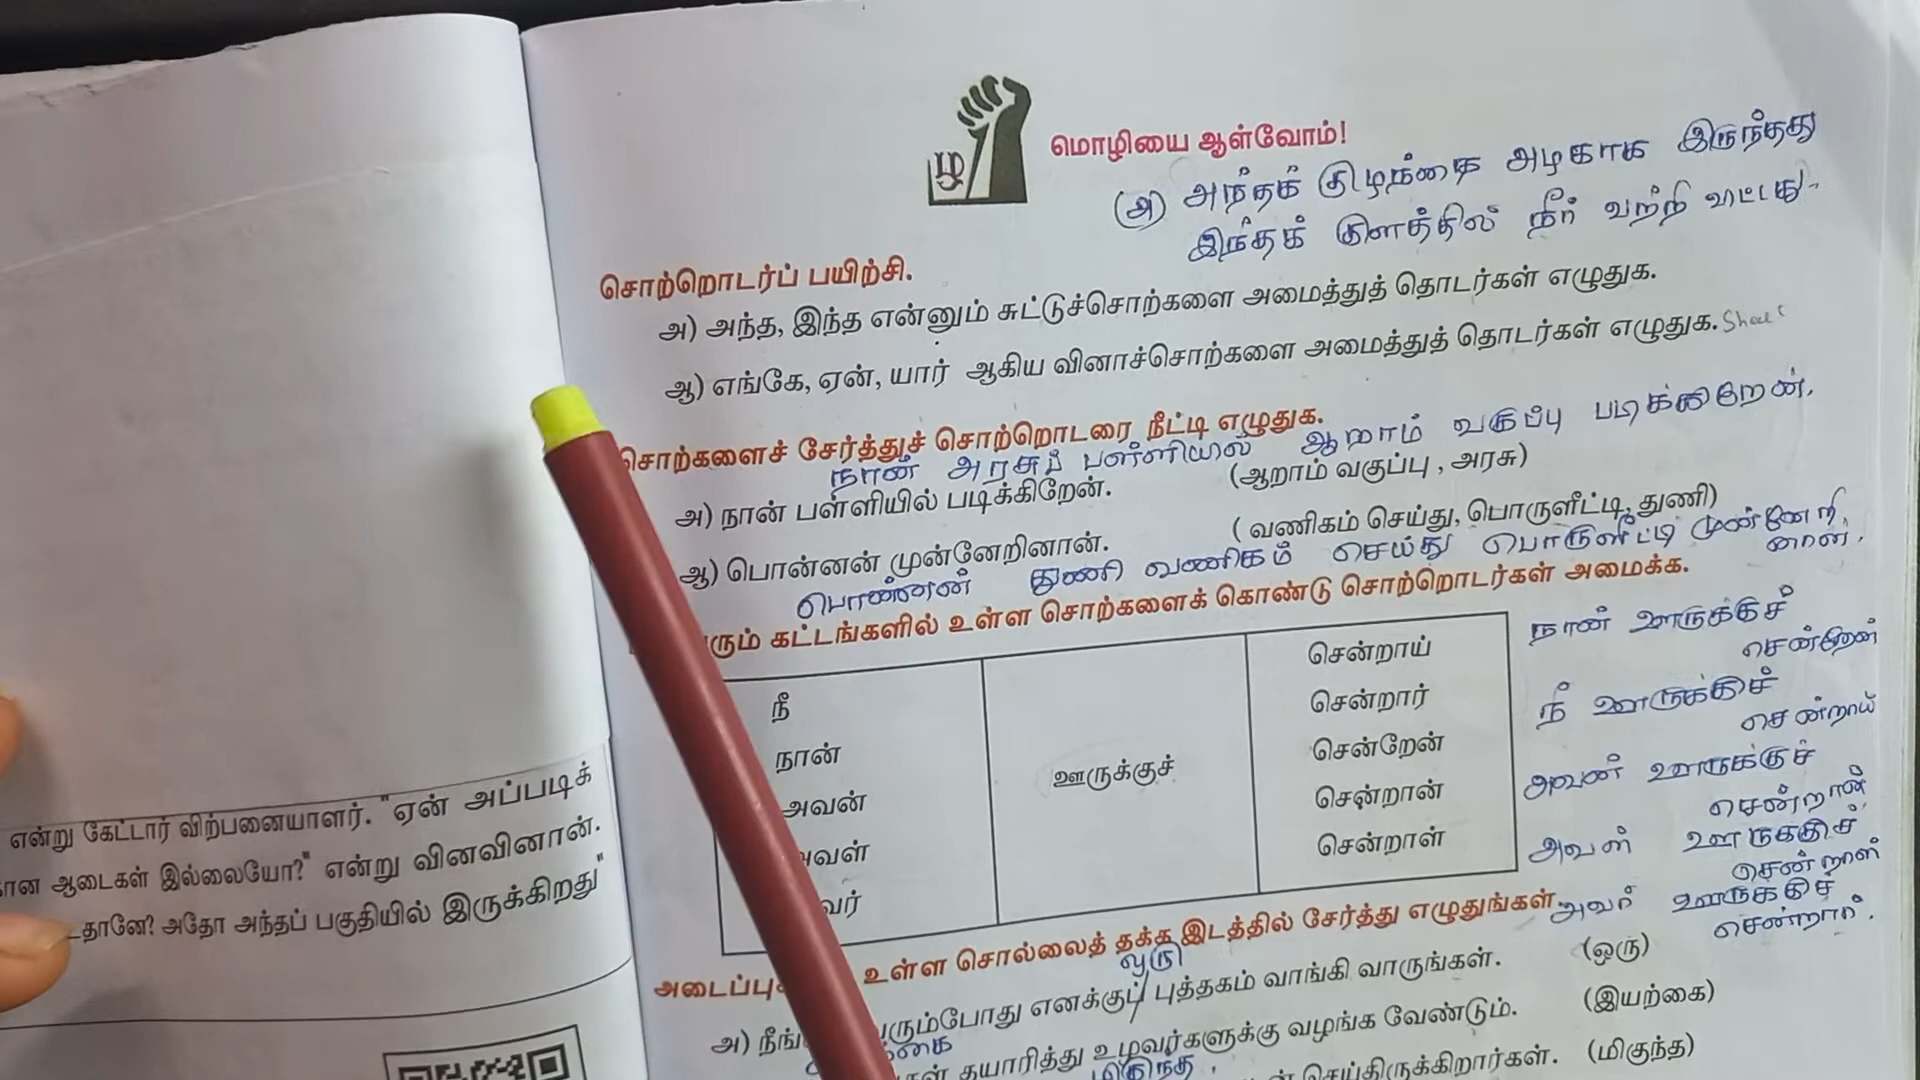 ழ
மொழியை ஆள்வோம்!
(அ) அந்தக் குழந்தை அழகாக இருந்தது
இந்தக் குளத்தில் நீர் வற்றி விட்டது.
சொற்றொடர்ப் பயிற்சி.
அ) அந்த, இந்த என்னும் சுட்டுச்சொற்களை அமைத்துத் தொடர்கள் எழுதுக.
ஆ) எங்கே, ஏன், யார் ஆகிய வினாச்சொற்களை அமைத்துத் தொடர்கள் எழுதுக.
சொற்களைச் சேர்த்துச் சொற்றொடரை நீட்டி எழுதுக.
நான் அரசுப் பள்ளியில் ஆறாம் வகுப்பு படிக்கிறேன்.
அ) நான் பள்ளியில் படிக்கிறேன். (ஆறாம் வகுப்பு , அரசு)
ஆ) பொன்னன் முன்னேறினான். ( வணிகம் செய்து, பொருளீட்டி, துணி)
பொன்னன் துணி வணிகம் செய்து பொருளீட்டி முன்னேறி
னான்.
கட்டங்களில் உள்ள சொற்களைக் கொண்டு சொற்றொடர்கள் அமைக்க.
நீ
நான்
அவன்
ஊருக்குச்
சென்றாய்
சென்றார்
சென்றேன்
சென்றான்
சென்றாள்
நான் ஊருக்குச்
சென்றேன்
நீ ஊருக்குச்
சென்றாய்
அவன் ஊருக்குச்
சென்றான்
அவள் ஊருக்குச்
சென்றாள்
அவர் ஊருக்குச்
சென்றார்.
உள்ள சொல்லைத் தக்க இடத்தில் சேர்த்து எழுதுங்கள்.
ஒரு
அ) எனக்குப் புத்தகம் வாங்கி வாருங்கள். (ஒரு)
தயாரித்து உழவர்களுக்கு வழங்க வேண்டும். (இயற்கை)
மிகுந்த
செய்திருக்கிறார்கள். (மிகுந்த)
என்று கேட்டார் விற்பனையாளர். "ஏன் அப்படிக்
ஆடைகள் இல்லையோ?" என்று வினவினான்.
தானே? அதோ அந்தப் பகுதியில் இருக்கிறது"